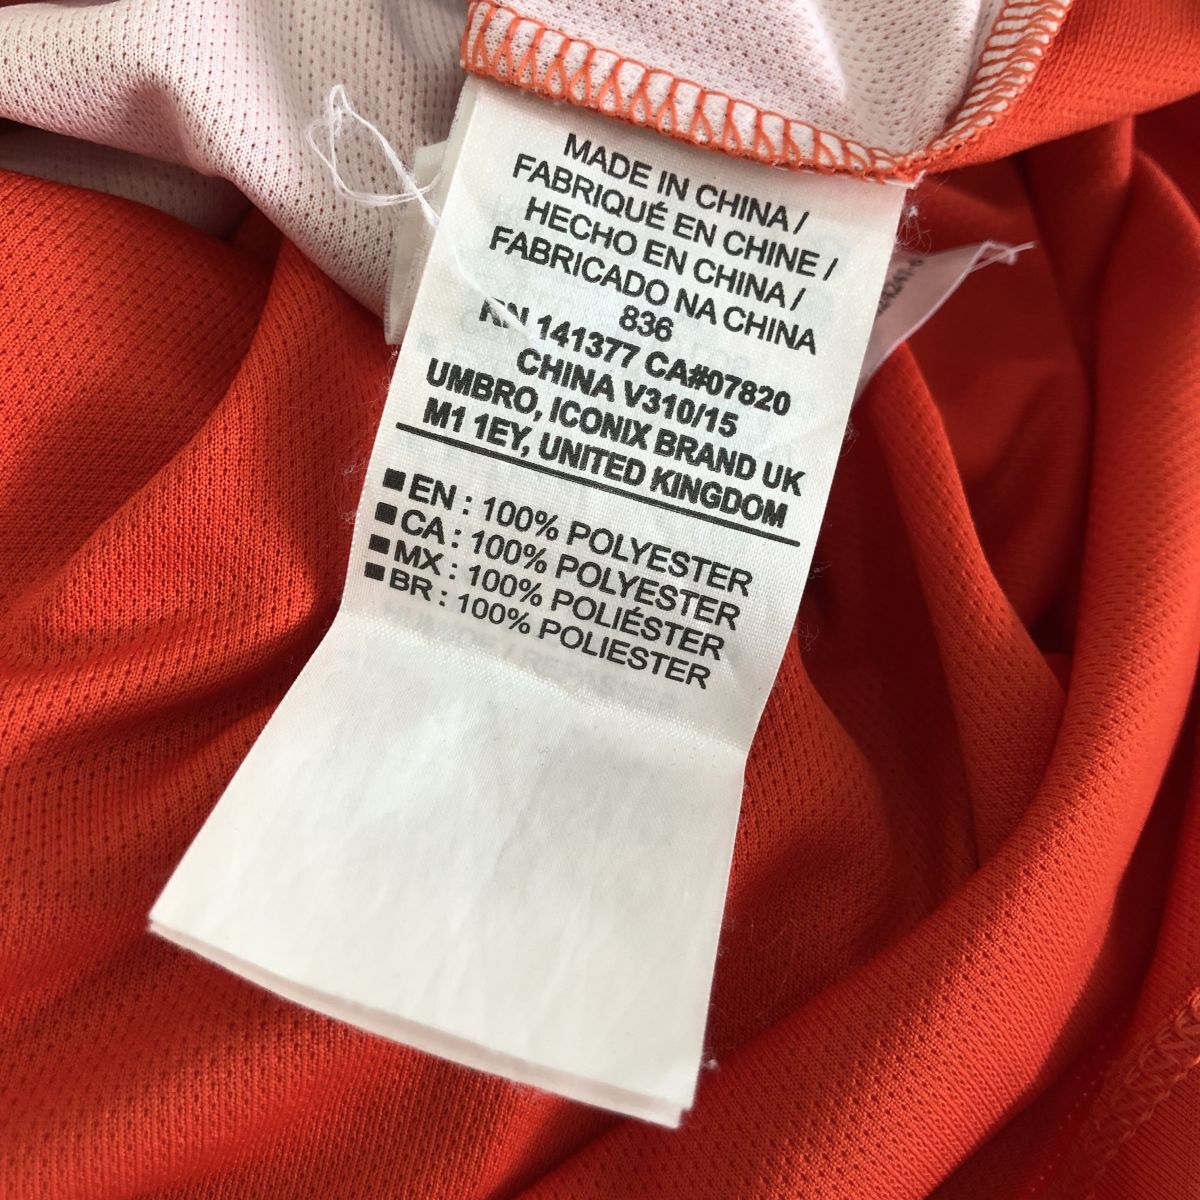 MADE IN CHINA /
FABRIQUÉ EN CHINE /
HECHO EN CHINA /
FABRICADO NA CHINA
836
RN 141377 CA#07820
CHINA V310/15
UMBRO, ICONIX BRAND UK
M1 1EY, UNITED KINGDOM
EN : 100% POLYESTER
CA : 100% POLYESTER
MX : 100% POLIÉSTER
BR : 100% POLIESTER